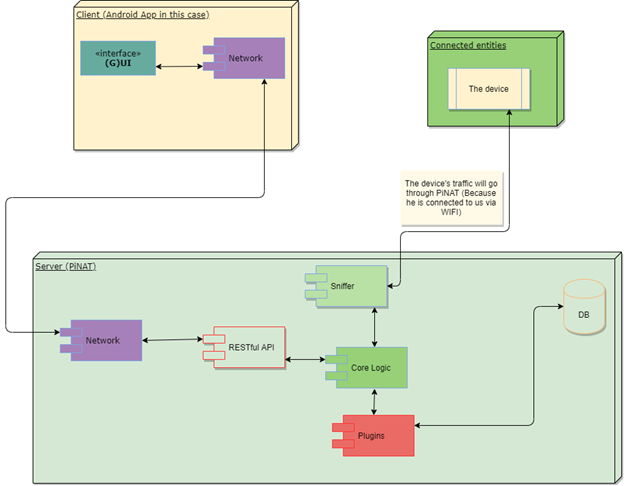 Client (Android App in this case)
«interface»
(G)UI
Network
Connected entities
The device
The device's traffic will go
through PiNAT (Because
he is connected to us via
WIFI)
Server (PiNAT)
Sniffer
DB
Network
RESTful API
Core Logic
Plugins